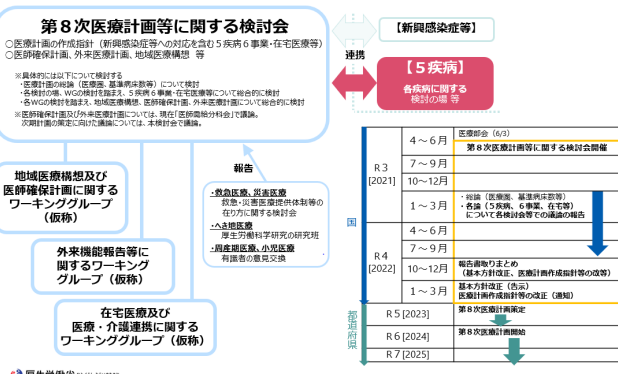 第８次医療計画等に関する検討会
○医療計画の作成指針（新興感染症等への対応を含む５疾病６事業・在宅医療等）
○医師確保計画、外来医療計画、地域医療構想　等
※具体的には以下について検討する
・医療計画の総論（医療圏、基準病床数等）について検討
・各検討の場、WGの検討を踏まえ、５疾病６事業・在宅医療等について総合的に検討
・各WGの検討を踏まえ、地域医療構想、医師確保計画、外来医療計画について総合的に検討
※医師確保計画及び外来医療計画については、現在「医師需給分科会」で議論。
次期計画の策定に向けた議論については、本検討会で議論。
【新興感染症等】
連携
【５疾病】
各疾病に関する
検討の場 等
地域医療構想及び
医師確保計画に関する
ワーキンググループ
（仮称）
外来機能報告等に
関するワーキング
グループ（仮称）
在宅医療及び
医療・介護連携に関する
ワーキンググループ（仮称）
報告
・救急医療、災害医療
救急・災害医療提供体制等の
在り方に関する検討会
・へき地医療
厚生労働科学研究の研究班
・周産期医療、小児医療
有識者の意見交換
国
R３
[2021]
４～６月
医療部会（6/3）
第８次医療計画等に関する検討会開催
７～９月
10～12月
１～３月
・総論（医療圏、基準病床数等）
・各論（５疾病、６事業、在宅等）
について各検討会等での議論の報告
R４
[2022]
４～６月
７～９月
10～12月
報告書取りまとめ
（基本方針改正、医療計画作成指針等の改等）
１～３月
基本方針改正（告示）
医療計画作成指針等の改正（通知）
都道府県
R５[2023]
第８次医療計画策定
R６[2024]
第８次医療計画開始
R７[2025]